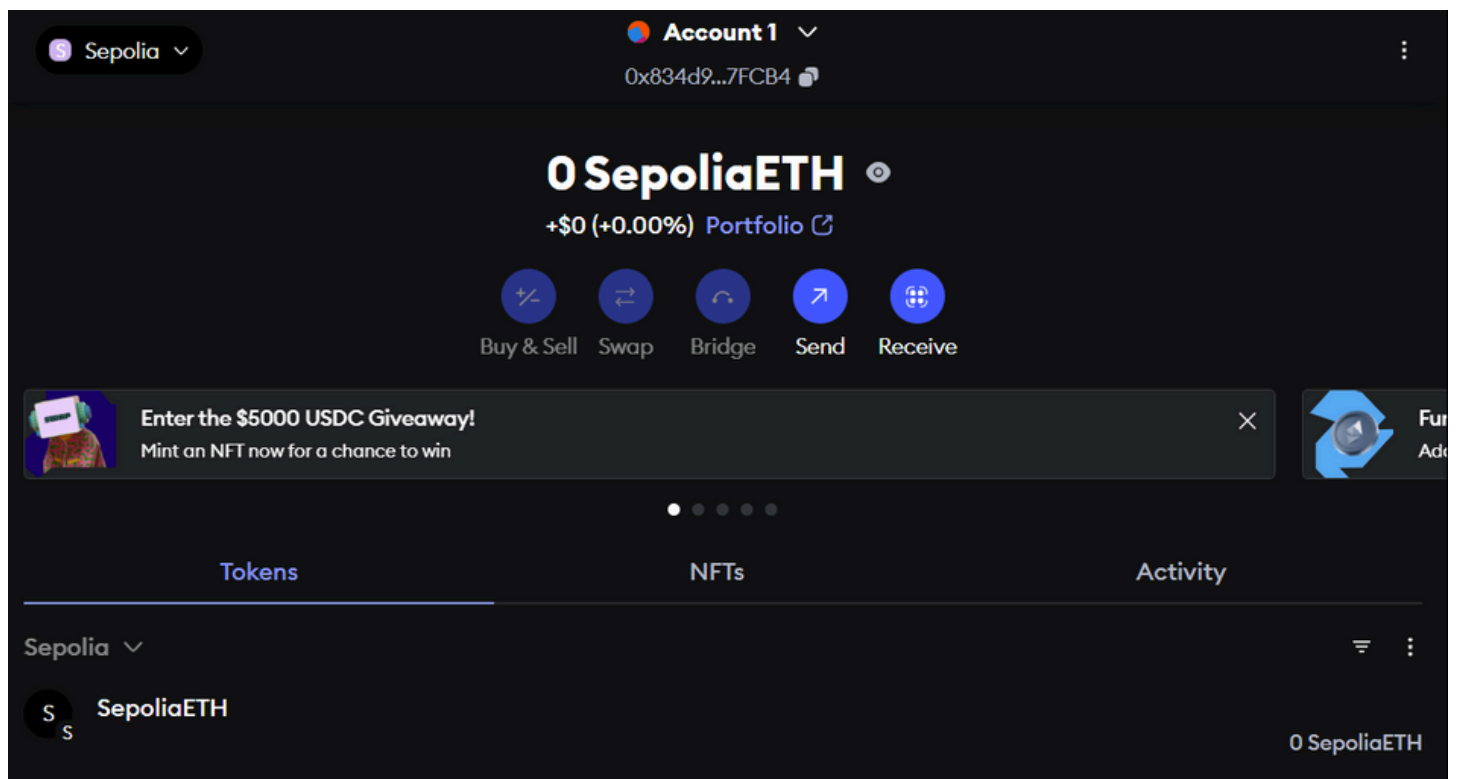 S Sepolia
Account 1
0x834d9...7FCB4
0 SepoliaETH
+$0 (+0.00%) Portfolio
Buy & Sell Swap Bridge Send Receive
Enter the $5000 USDC Giveaway!
Mint an NFT now for a chance to win
Tokens NFTs Activity
Sepolia
S S SepoliaETH
0 SepoliaETH